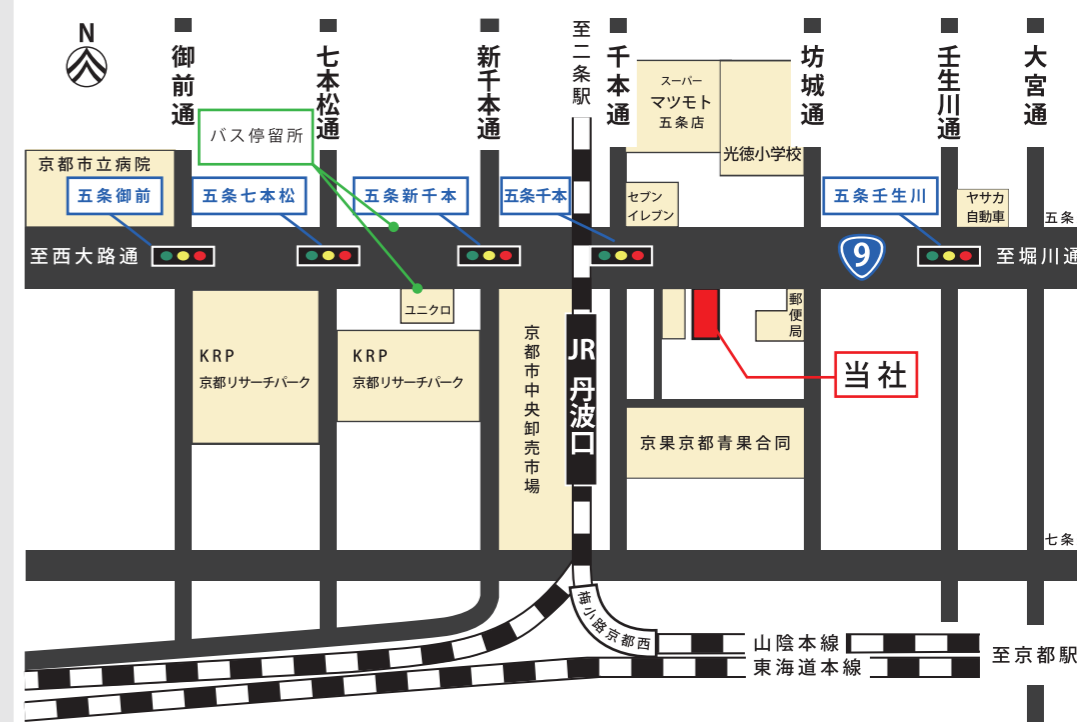 N
御前通
七本松通
新千本通
至二条駅
千本通
坊城通
壬生川通
大宮通
スーパー
マツモト
五条店
光徳小学校
バス停留所
京都市立病院
五条御前
五条七本松
五条新千本
五条千本
セブン
イレブン
五条壬生川
ヤサカ
自動車
五条
至西大路通
9
至堀川通
ユニクロ
郵便局
KRP
京都リサーチパーク
KRP
京都リサーチパーク
京都市中央卸売市場
JR 丹波口
当社
京果京都青果合同
七条
梅小路京都西
山陰本線
東海道本線
至京都駅